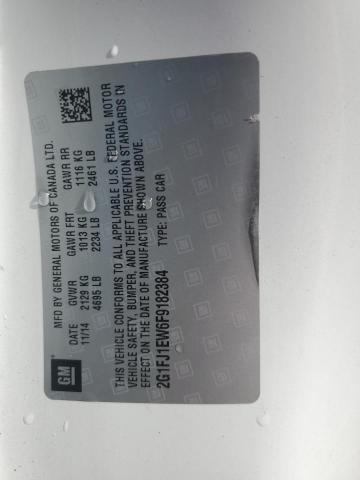 GM
MFD BY GENERAL MOTORS OF CANADA LTD.
DATE GVWR GAWR FRT GAWR RR
11/14 2129 KG 1013 KG 1116 KG
4695 LB 2234 LB 2461 LB
THIS VEHICLE CONFORMS TO ALL APPLICABLE U.S. FEDERAL MOTOR
VEHICLE SAFETY, BUMPER, AND THEFT PREVENTION STANDARDS IN
EFFECT ON THE DATE OF MANUFACTURE SHOWN ABOVE.
2G1FJ1EW6F9182384 TYPE: PASS CAR